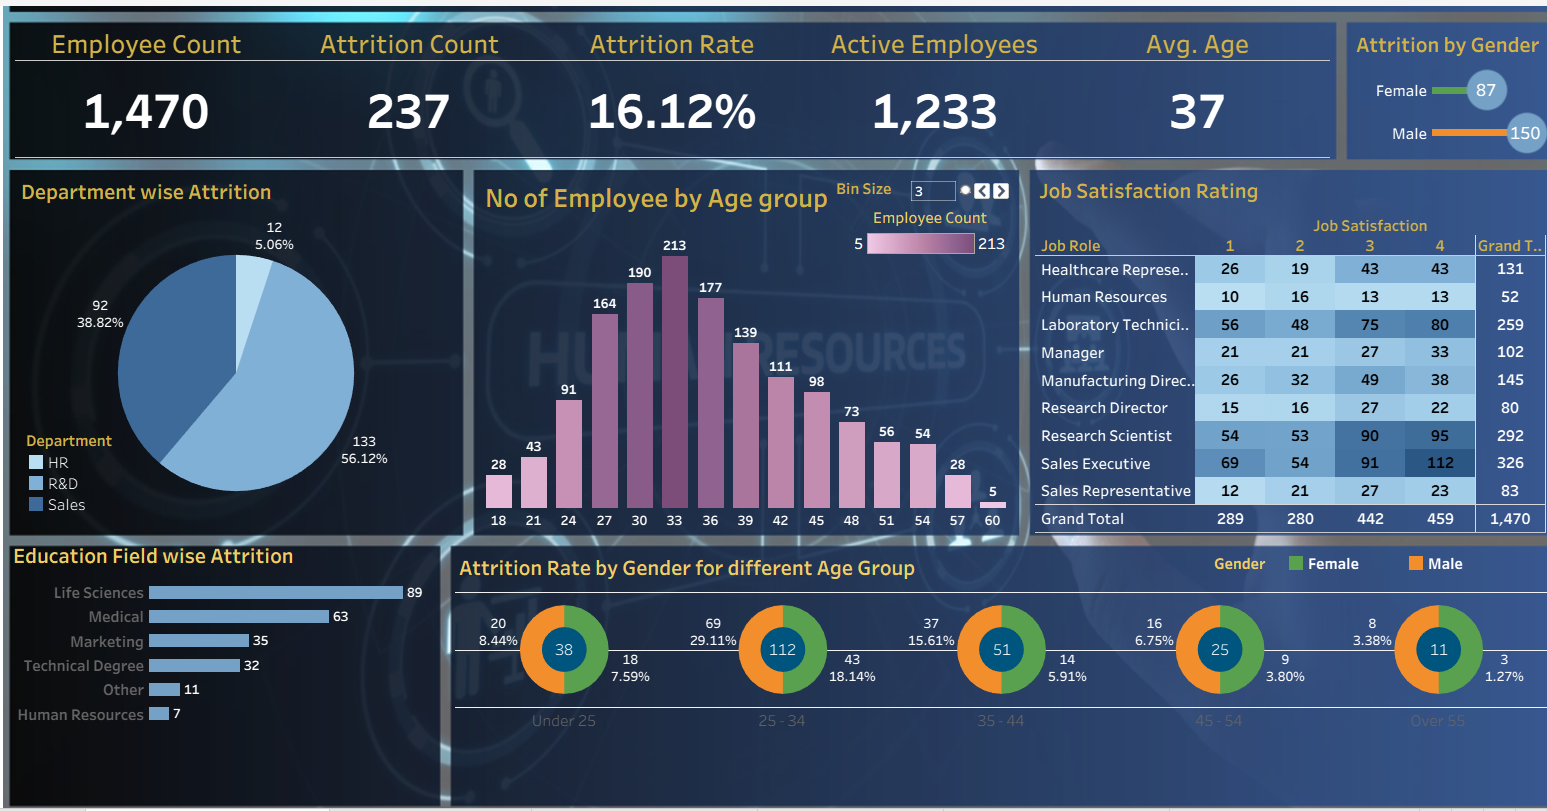 Employee Count Attrition Count Attrition Rate Active Employees Avg. Age
1,470 237 16.12% 1,233 37
Attrition by Gender
Female 87
Male 150
Department wise Attrition
12
5.06%
92
38.82%
133
56.12%
Department
HR
R&D
Sales
No of Employee by Age group
Bin Size 3
Employee Count
5 213
28 43 91 164 190 213 177 139 111 98 73 56 54 28 5
18 21 24 27 30 33 36 39 42 45 48 51 54 57 60
HUMAN RESOURCES
Job Satisfaction Rating
Job Satisfaction
Job Role 1 2 3 4 Grand T..
Healthcare Represe.. 26 19 43 43 131
Human Resources 10 16 13 13 52
Laboratory Technici.. 56 48 75 80 259
Manager 21 21 27 33 102
Manufacturing Direc.. 26 32 49 38 145
Research Director 15 16 27 22 80
Research Scientist 54 53 90 95 292
Sales Executive 69 54 91 112 326
Sales Representative 12 21 27 23 83
Grand Total 289 280 442 459 1,470
Education Field wise Attrition
Life Sciences 89
Medical 63
Marketing 35
Technical Degree 32
Other 11
Human Resources 7
Attrition Rate by Gender for different Age Group
Gender Female Male
20 69 37 16 8
8.44% 29.11% 15.61% 6.75% 3.38%
38 112 51 25 11
18 43 14 9 3
7.59% 18.14% 5.91% 3.80% 1.27%
Under 25 25 - 34 35 - 44 45 - 54 Over 55